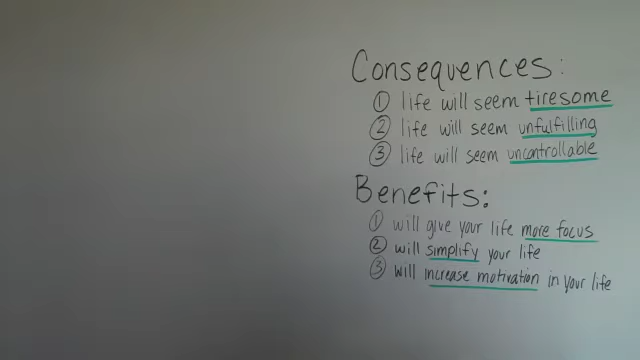 Consequences:
① life will seem tiresome
② life will seem unfulfilling
③ life will seem uncontrollable
Benefits:
① will give your life more focus
② will simplify your life
③ will increase motivation in your life